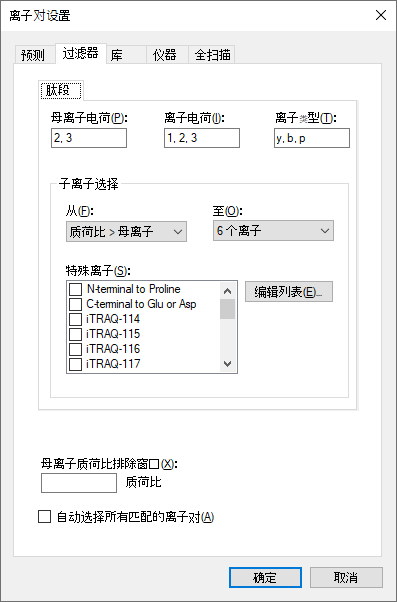 离子对设置
预测 过滤器 库 仪器 全扫描
肽段
母离子电荷(P): 离子电荷(I): 离子类型(T):
2, 3 1, 2, 3 y, b, p
子离子选择
从(F): 至(O):
质荷比 > 母离子 6 个离子
特殊离子(S):
N-terminal to Proline
C-terminal to Glu or Asp
iTRAQ-114
iTRAQ-115
iTRAQ-116
iTRAQ-117
编辑列表(E)...
母离子质荷比排除窗口(X):
质荷比
自动选择所有匹配的离子对(A)
确定 取消